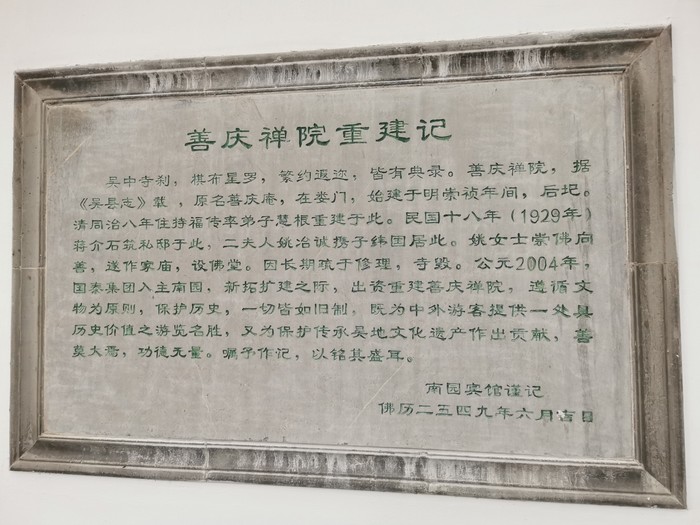 善庆禅院重建记
吴中寺刹，棋布星罗，繁约遐迩，皆有典录。善庆禅院，据
《吴县志》载，原名善庆庵，在娄门，始建于明崇祯年间，后圯。
清同治八年住持福传率弟子慧根重建于此。民国十八年（1929年）
蒋介石筑私邸于此，二夫人姚冶诚携子纬国居此。姚女士崇佛向
善，遂作家庙，设佛堂。因长期疏于修理，寺毁。公元2004年，
国泰集团入主南园，新拓扩建之际，出资重建善庆禅院，遵循文
物为原则，保护历史，一切皆如旧制，既为中外游客提供一处具
历史价值之游览名胜，又为保护传承吴地文化遗产作出贡献，善
莫大焉，功德无量。嘱予作记，以铭其盛耳。
南园宾馆谨记
佛历二五四九年六月吉日